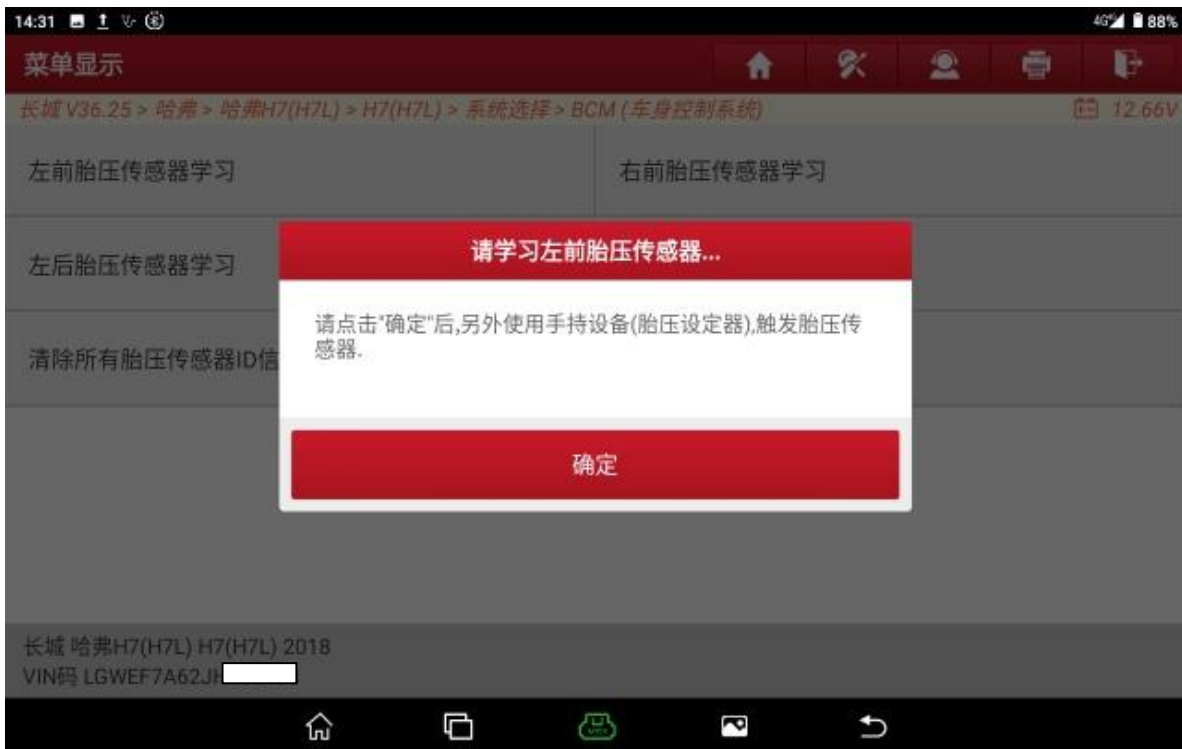 14:31
4G 88%
菜单显示
长城 V36.25 > 哈弗 > 哈弗H7(H7L) > H7(H7L) > 系统选择 > BCM (车身控制系统)
12.66V
左前胎压传感器学习
右前胎压传感器学习
请学习左前胎压传感器...
左后胎压传感器学习
请点击"确定"后,另外使用手持设备(胎压设定器),触发胎压传
感器.
清除所有胎压传感器ID信
确定
长城 哈弗H7(H7L) H7(H7L) 2018
VIN码 LGWEF7A62J